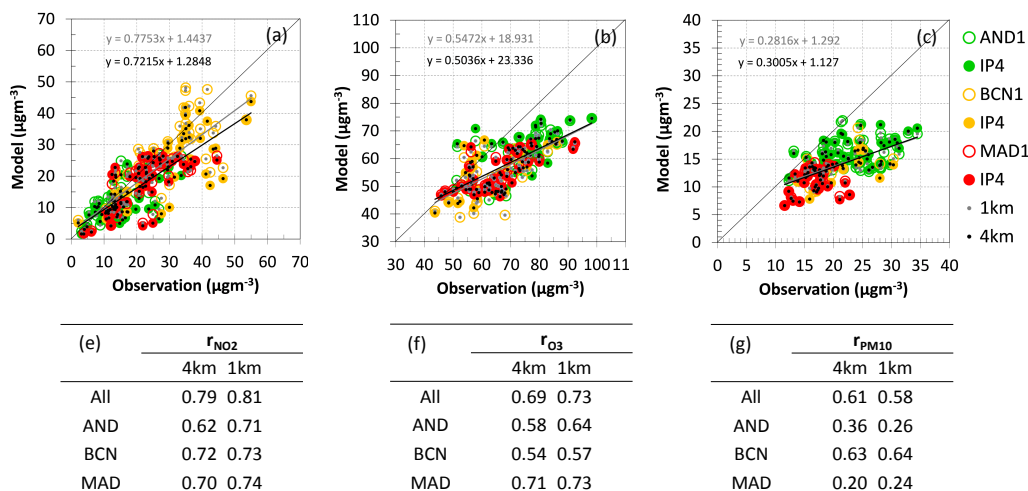 (a)
y = 0.7753x + 1.4437
y = 0.7215x + 1.2848
70
60
50
40
30
20
10
0
Model (µgm-3)
0 10 20 30 40 50 60 70
Observation (µgm-3)
(b)
y = 0.5472x + 18.931
y = 0.5036x + 23.336
110
100
90
80
70
60
50
40
30
Model (µgm-3)
30 40 50 60 70 80 90 100 11
Observation (µgm-3)
(c)
y = 0.2816x + 1.292
y = 0.3005x + 1.127
40
35
30
25
20
15
10
5
0
Model (µgm-3)
0 5 10 15 20 25 30 35 40
Observation (µgm-3)
AND1
IP4
BCN1
IP4
MAD1
IP4
1km
4km
(e) rNO2
4km 1km
All 0.79 0.81
AND 0.62 0.71
BCN 0.72 0.73
MAD 0.70 0.74
(f) rO3
4km 1km
All 0.69 0.73
AND 0.58 0.64
BCN 0.54 0.57
MAD 0.71 0.73
(g) rPM10
4km 1km
All 0.61 0.58
AND 0.36 0.26
BCN 0.63 0.64
MAD 0.20 0.24